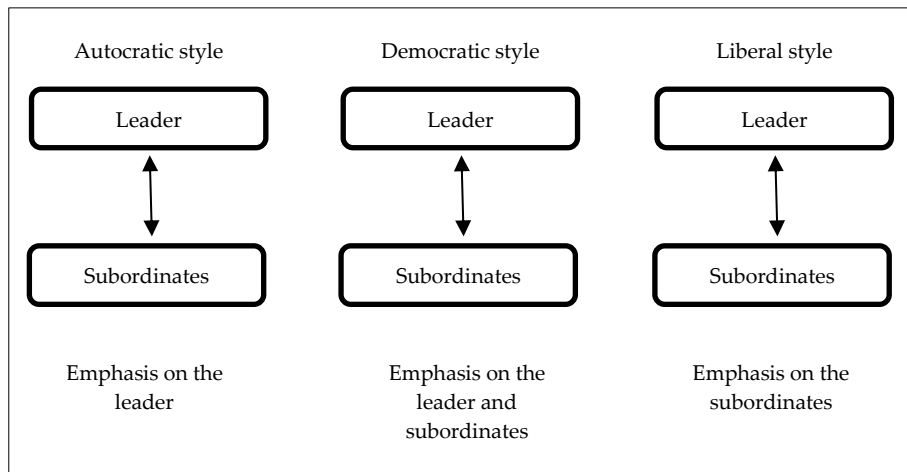 Autocratic style
Leader
Subordinates
Emphasis on the
leader
Democratic style
Leader
Subordinates
Emphasis on the
leader and
subordinates
Liberal style
Leader
Subordinates
Emphasis on the
subordinates